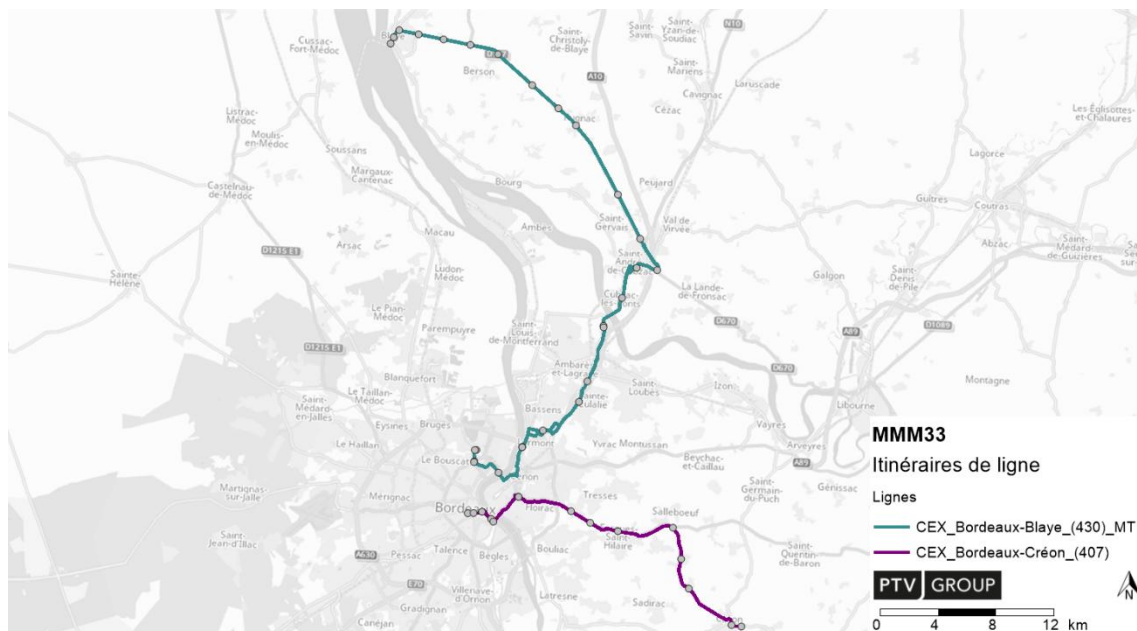 N10
Cussac-
Fort-Médoc
Saint-
Christoly-
de-Blaye
Saint-
Savin
Saint-
Yzan-de-
Soudiac
Saint-
Mariens
Berson
A10
Laruscade
Cavignac
Cézac
Les Églisottes-
et-Chalaures
Listrac-
Médoc
Moulis-
en-Médoc
Soussans
Margaux-
Cantenac
Lagorce
Castelnau-
de-Médoc
Bourg
Peujard
Guîtres
Coutras
Saint-
Gervais
Val de
Virvée
Ambès
Macau
Arsac
D1215 E1
Abzac
Saint-
Médard-
de-Guizières
Sainte-
Hélène
Ludon-
Médoc
Galgon
Saint-
Denis-
de-Pile
La Lande-
de-Fronsac
Le Pian-
Médoc
Parempuyre
Saint-
Louis-de-
Montferrand
D670
A89
D1089
D1215 E1
Blanquefort
Saint-
Loubès
Izon
D670
Montagne
Le Taillan-
Médoc
Saint-
Médard-
en-Jalles
Bassens
Libourne
Eysines
Bruges
Vayres
Arveyres
Le Haillan
Le Bouscat
Yvrac
Montussan
Beychac-
et-Caillau
A89
Génissac
Saint-
Germain-
du-Puch
Martignas-
sur-Jalle
Mérignac
Tresses
Salleboeuf
Bordeaux
Floirac
Saint-
Jean-d'Illac
A630
Pessac
Talence
Bègles
Bouliac
Saint-
Quentin-
de-Baron
E70
Villenave-
d'Ornon
Latresne
Sadirac
Gradignan
Canéjan
MMM33
Itinéraires de ligne
Lignes
CEX_Bordeaux-Blaye_(430)_MT
CEX_Bordeaux-Créon_(407)
PTV GROUP
N
0 4 8 12 km